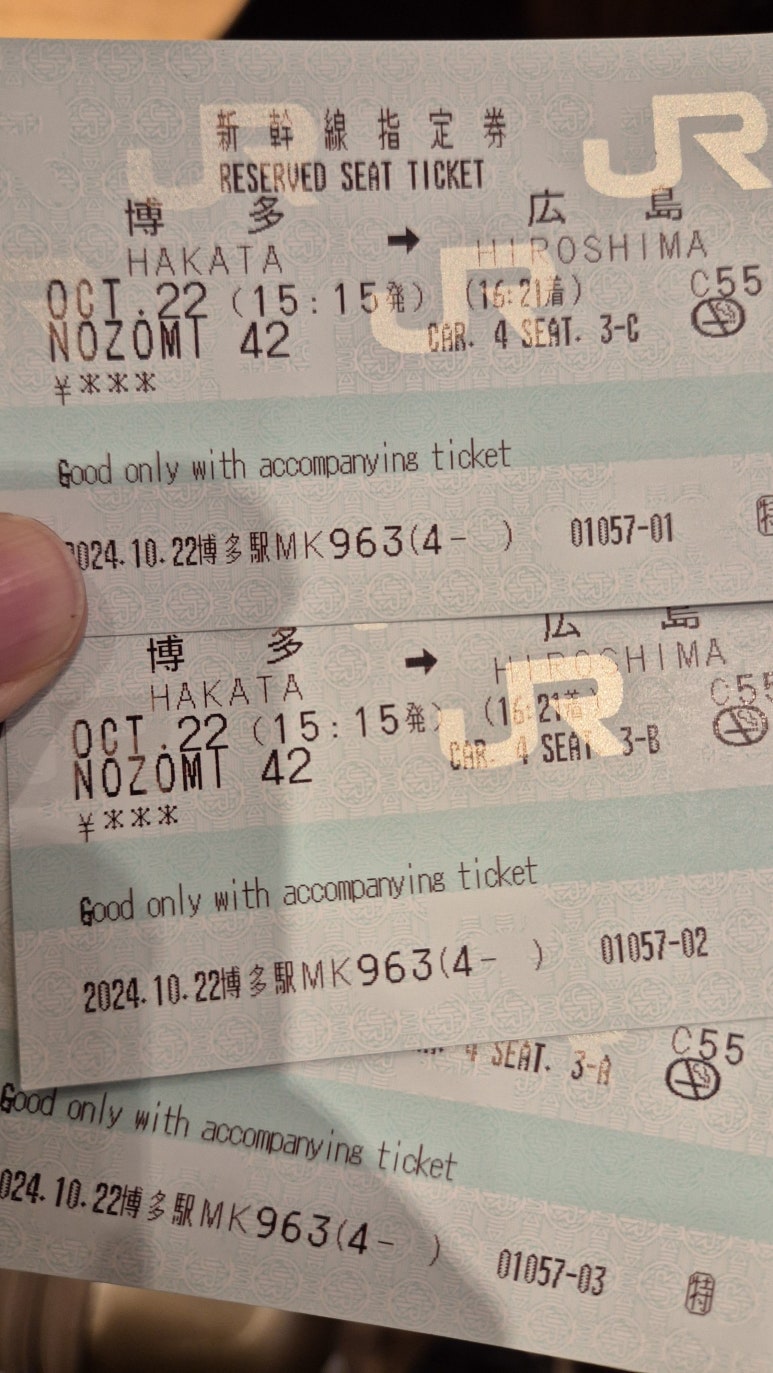 新幹線指定券
RESERVED SEAT TICKET
博多 → 広島
HAKATA HIROSHIMA
OCT.22 (15:15発) (16:21着) C55
NOZOMI 42 CAR. 4 SEAT. 3-C
¥***
Good only with accompanying ticket
2024.10.22博多駅MK963(4- ) 01057-01 特
博多 → 広島
HAKATA HIROSHIMA
OCT.22 (15:15発) (16:21着) C55
NOZOMI 42 CAR. 4 SEAT 3-B
¥***
Good only with accompanying ticket
2024.10.22博多駅MK963(4- ) 01057-02
4 SEAT. 3-A C55
Good only with accompanying ticket
024.10.22博多駅MK963(4- ) 01057-03 特
JR
JR
JR
JR